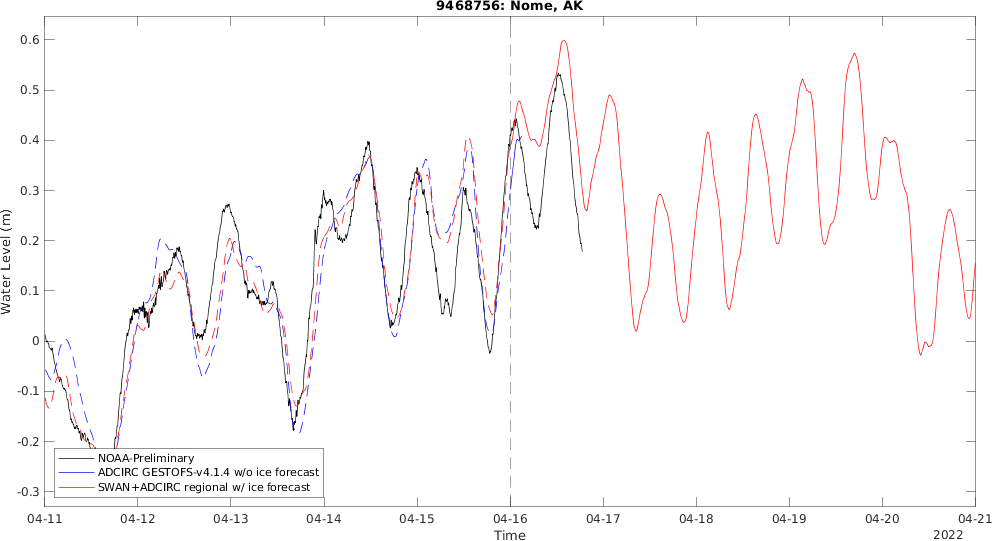 9468756: Nome, AK
0.6
0.5
0.4
0.3
0.2
0.1
0
-0.1
-0.2
-0.3
Water Level (m)
NOAA-Preliminary
ADCIRC GESTOFS-v4.1.4 w/o ice forecast
SWAN+ADCIRC regional w/ ice forecast
04-11 04-12 04-13 04-14 04-15 04-16 04-17 04-18 04-19 04-20 04-21
Time
2022